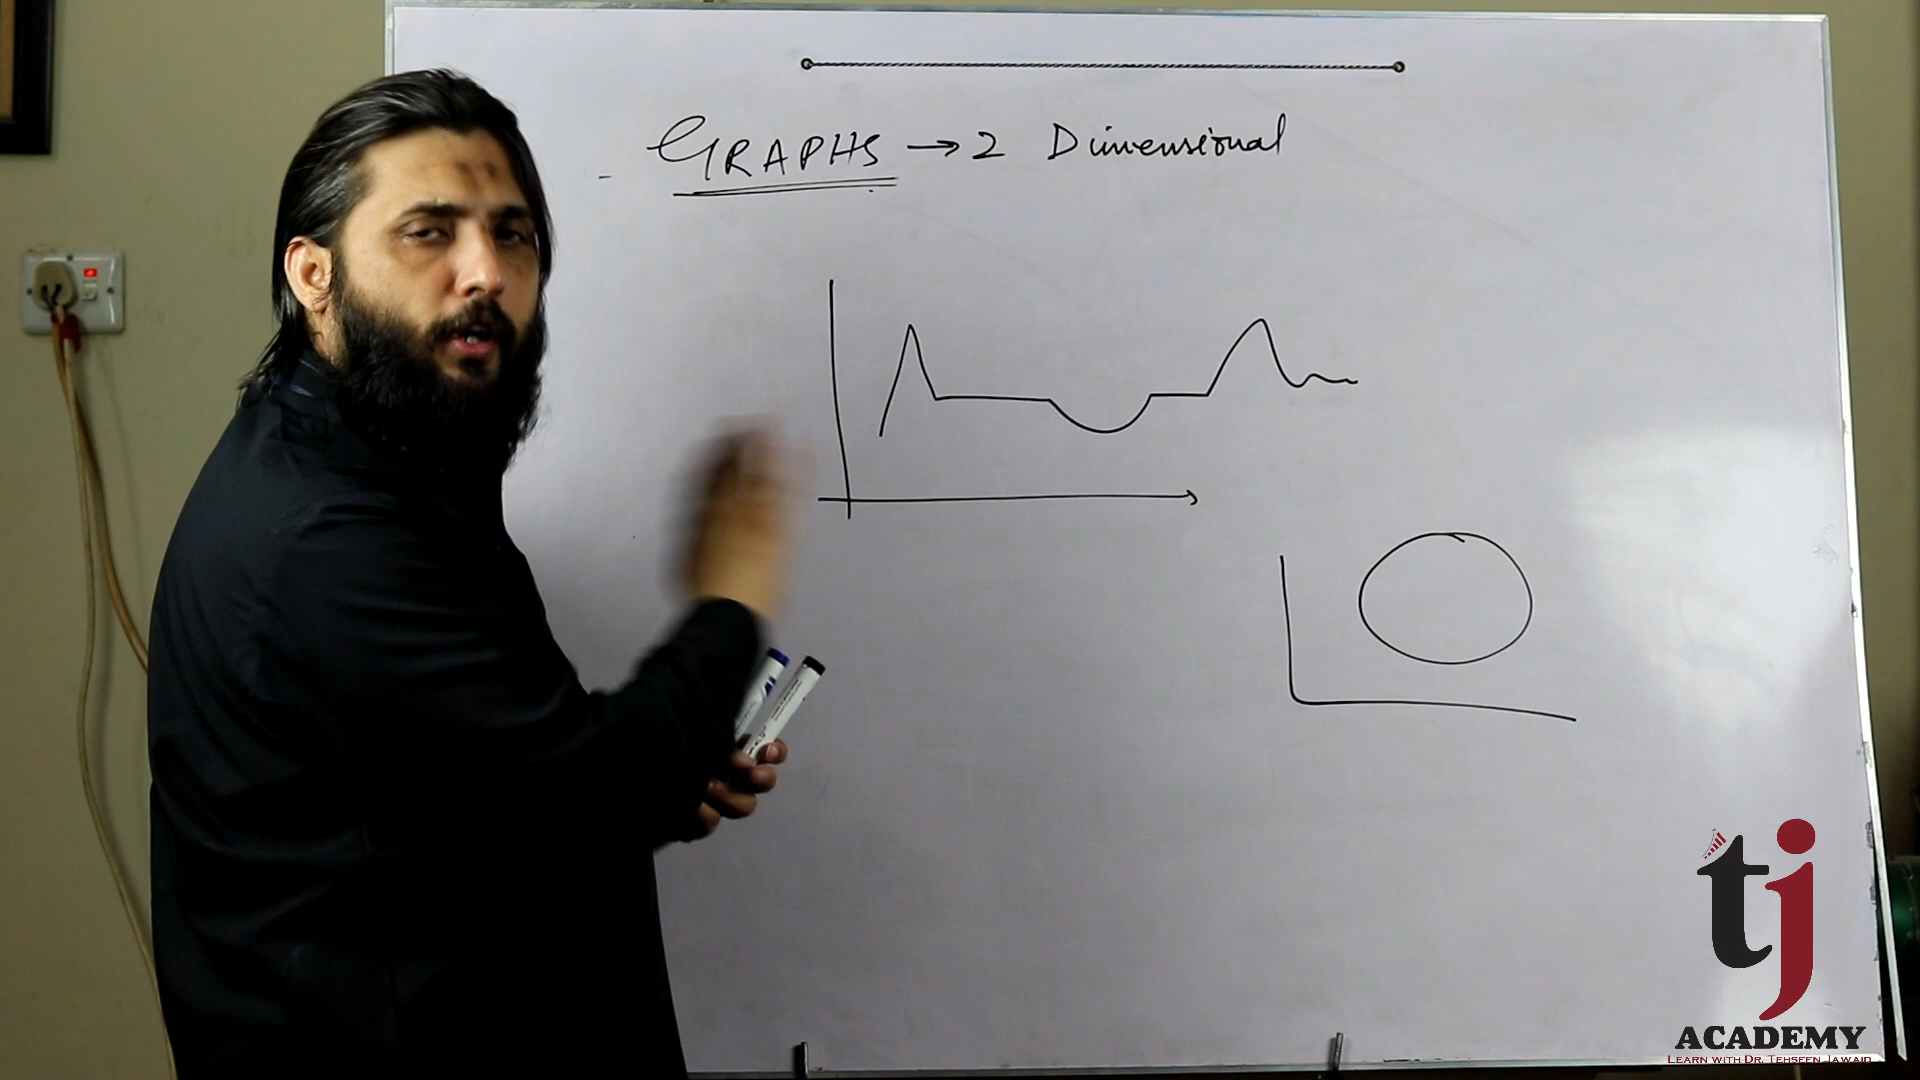 GRAPHS → 2 Dimensional
tj
ACADEMY
LEARN WITH DR. TEHSEEN JAWAID